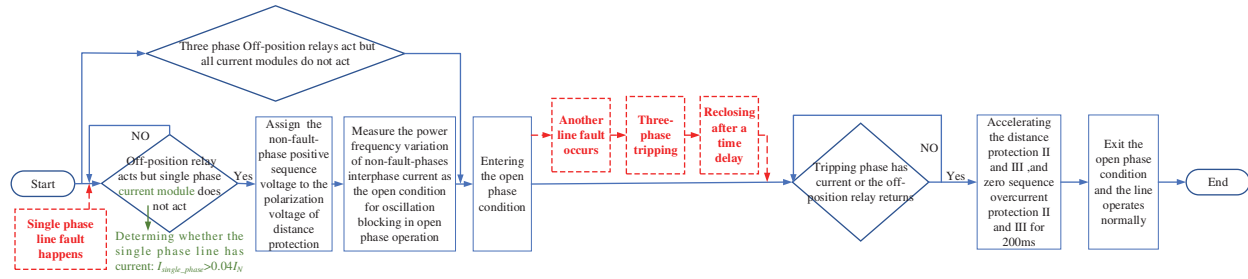 Three phase Off-position relays act but
all current modules do not act
Start
NO
Off-position relay
acts but single phase
current module does
not act
Yes
Single phase
line fault
happens
Determing whether the
single phase line has
current: I_single_phase>0.04I_N
Assign the
non-fault-
phase positive
sequence
voltage to the
polarization
voltage of
distance
protection
Measure the power
frequency variation
of non-fault-phases
interphase current as
the open condition
for oscillation
blocking in open
phase operation
Entering
the open
phase
condition
Another
line fault
occurs
Three-
phase
tripping
Reclosing
after a
time
delay
Tripping phase has
current or the off-
position relay returns
NO
Yes
Accelerating
the distance
protection II
and III ,and zero
sequence
overcurrent
protection II
and III for
200ms
Exit the
open phase
condition
and the line
operates
normally
End